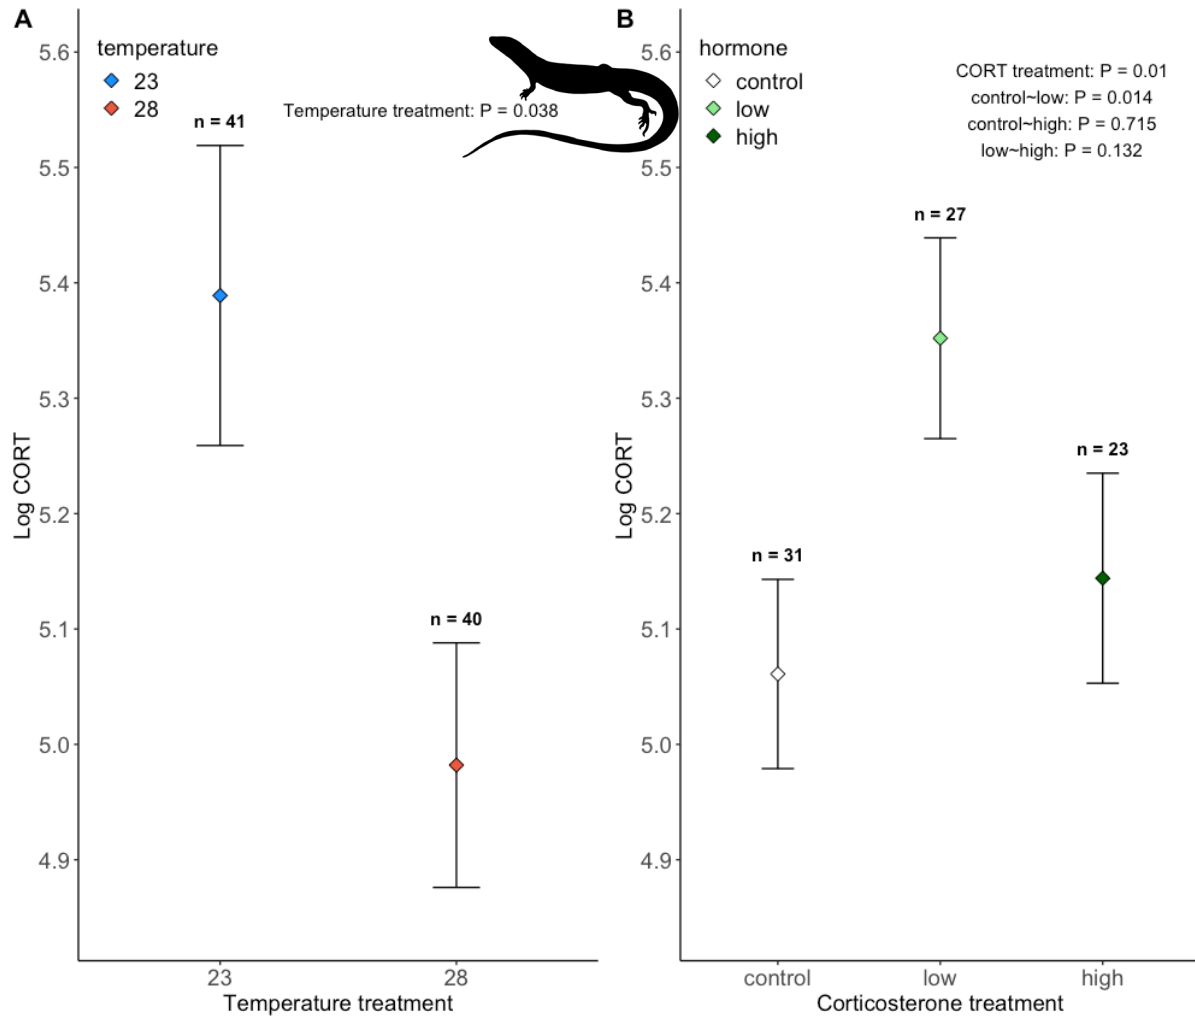 A
temperature
23
28
n = 41
Temperature treatment: P = 0.038
n = 40
5.6
5.5
5.4
5.3
5.2
5.1
5.0
4.9
Log CORT
23
28
Temperature treatment
B
hormone
control
low
high
CORT treatment: P = 0.01
control~low: P = 0.014
control~high: P = 0.715
low~high: P = 0.132
n = 27
n = 23
n = 31
5.6
5.5
5.4
5.3
5.2
5.1
5.0
4.9
Log CORT
control
low
high
Corticosterone treatment